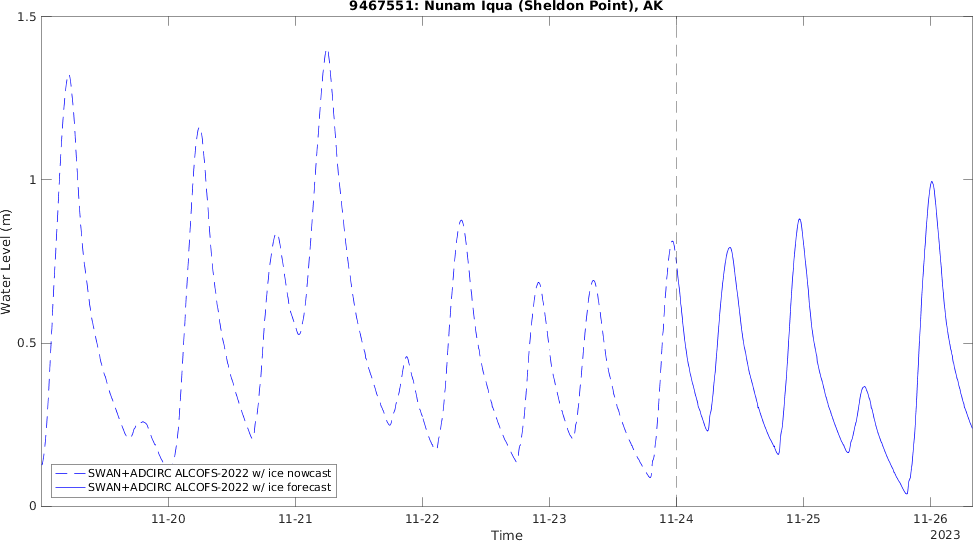 9467551: Nunam Iqua (Sheldon Point), AK
1.5
1
0.5
0
Water Level (m)
SWAN+ADCIRC ALCOFS-2022 w/ ice nowcast
SWAN+ADCIRC ALCOFS-2022 w/ ice forecast
11-20 11-21 11-22 11-23 11-24 11-25 11-26
Time
2023